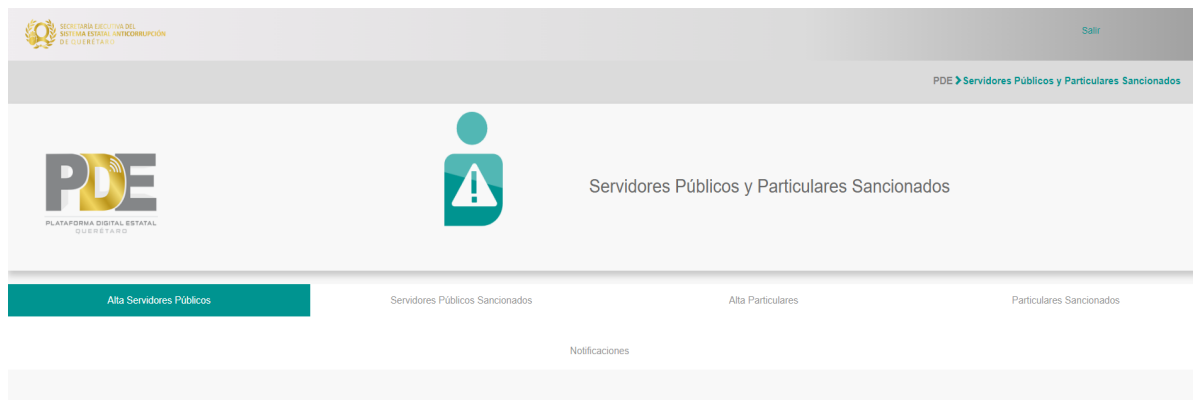 SECRETARÍA EJECUTIVA DEL
SISTEMA ESTATAL ANTICORRUPCIÓN
DE QUERÉTARO
Salir
PDE Servidores Públicos y Particulares Sancionados
PDE
PLATAFORMA DIGITAL ESTATAL
QUERÉTARO
Servidores Públicos y Particulares Sancionados
Alta Servidores Públicos
Servidores Públicos Sancionados
Alta Particulares
Particulares Sancionados
Notificaciones